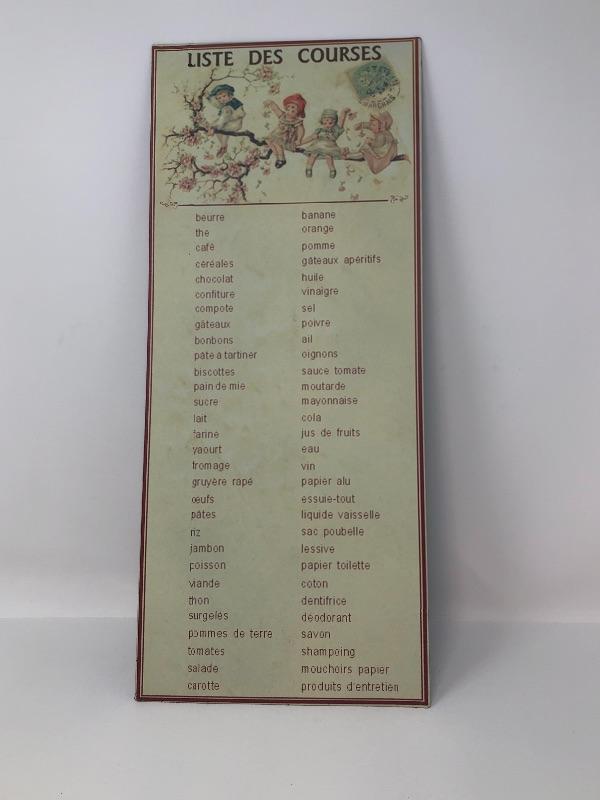 LISTE DES COURSES
beurre
thé
café
céréales
chocolat
confiture
compote
gâteaux
bonbons
pâte à tartiner
biscottes
pain de mie
sucre
lait
farine
yaourt
fromage
gruyère rapé
œufs
pâtes
riz
jambon
poisson
viande
thon
surgelés
pommes de terre
tomates
salade
carotte
banane
orange
pomme
gâteaux apéritifs
huile
vinaigre
sel
poivre
ail
oignons
sauce tomate
moutarde
mayonnaise
cola
jus de fruits
eau
vin
papier alu
essuie-tout
liquide vaisselle
sac poubelle
lessive
papier toilette
coton
dentifrice
déodorant
savon
shampoing
mouchoirs papier
produits d'entretien